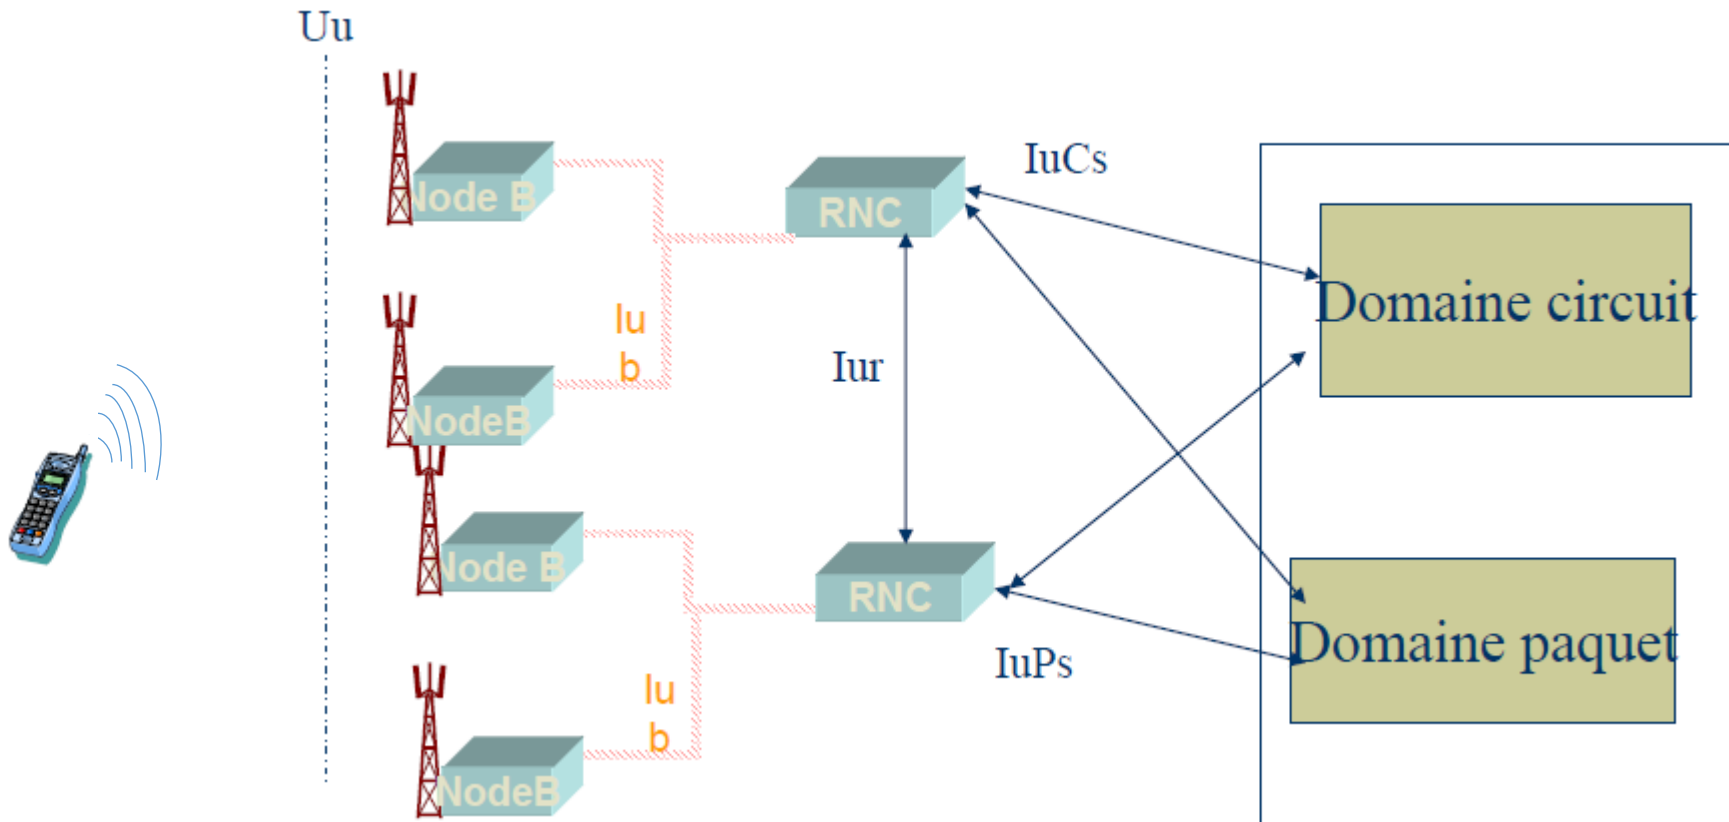 Uu
Node B
RNC
IuCs
Domaine circuit
Iu
b
NodeB
Iur
Node B
RNC
IuPs
Domaine paquet
Iu
b
NodeB